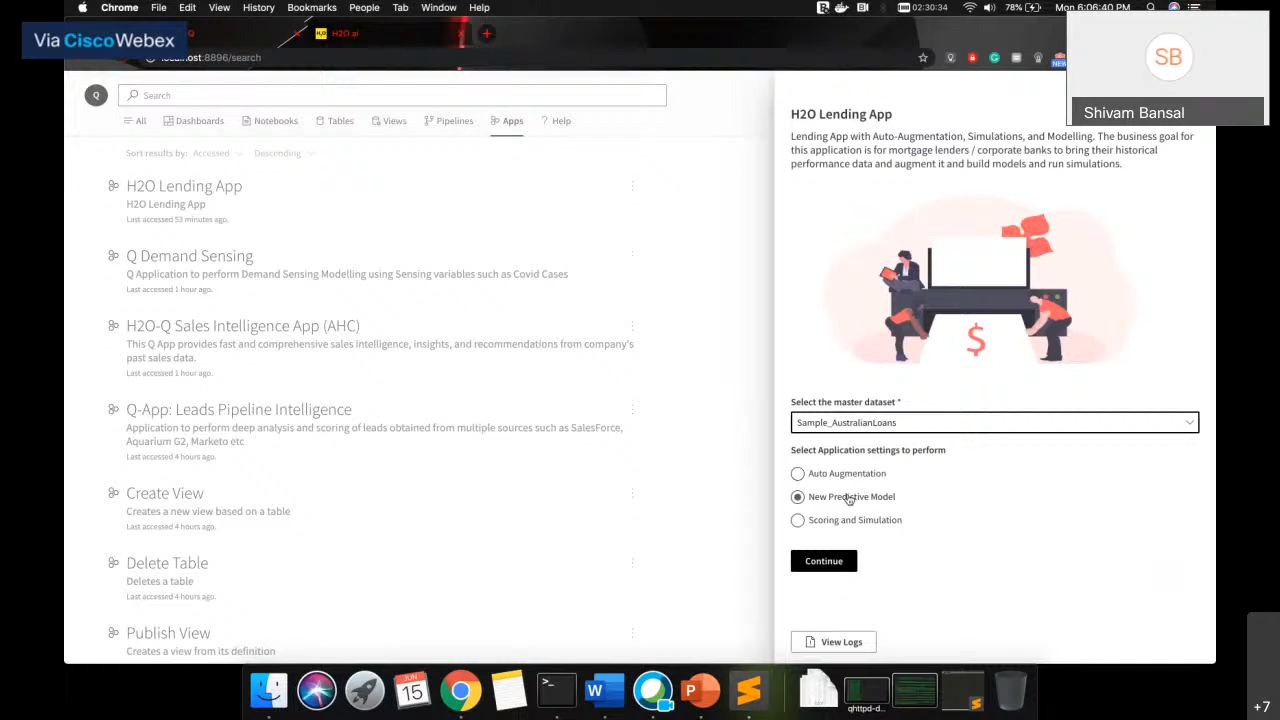 Chrome File Edit View History Bookmarks People Tab Window Help
02:30:34 78% Mon 6:06:40 PM
Via Cisco Webex
Q
H2O.ai
localhost:8896/search
NEW
SB
Shivam Bansal
Q
Search
All Dashboards Notebooks Tables Views Pipelines Apps Help
Sort results by: Accessed Descending
H2O Lending App
H2O Lending App
Last accessed 53 minutes ago.
Q Demand Sensing
Q Application to perform Demand Sensing Modelling using Sensing variables such as Covid Cases
Last accessed 1 hour ago.
H2O-Q Sales Intelligence App (AHC)
This Q App provides fast and comprehensive sales intelligence, insights, and recommendations from company's
past sales data.
Last accessed 1 hour ago.
Q-App: Leads Pipeline Intelligence
Application to perform deep analysis and scoring of leads obtained from multiple sources such as SalesForce,
Aquarium G2, Marketo etc
Last accessed 4 hours ago.
Create View
Creates a new view based on a table
Last accessed 4 hours ago.
Delete Table
Deletes a table
Last accessed 4 hours ago.
Publish View
Creates a view from its definition
H2O Lending App
Lending App with Auto-Augmentation, Simulations, and Modelling. The business goal for
this application is for mortgage lenders / corporate banks to bring their historical
performance data and augment it and build models and run simulations.
$
Select the master dataset *
Sample_AustralianLoans
Select Application settings to perform
Auto Augmentation
New Predictive Model
Scoring and Simulation
Continue
View Logs
JUN
15
W
P
qhttpd-d...
+7